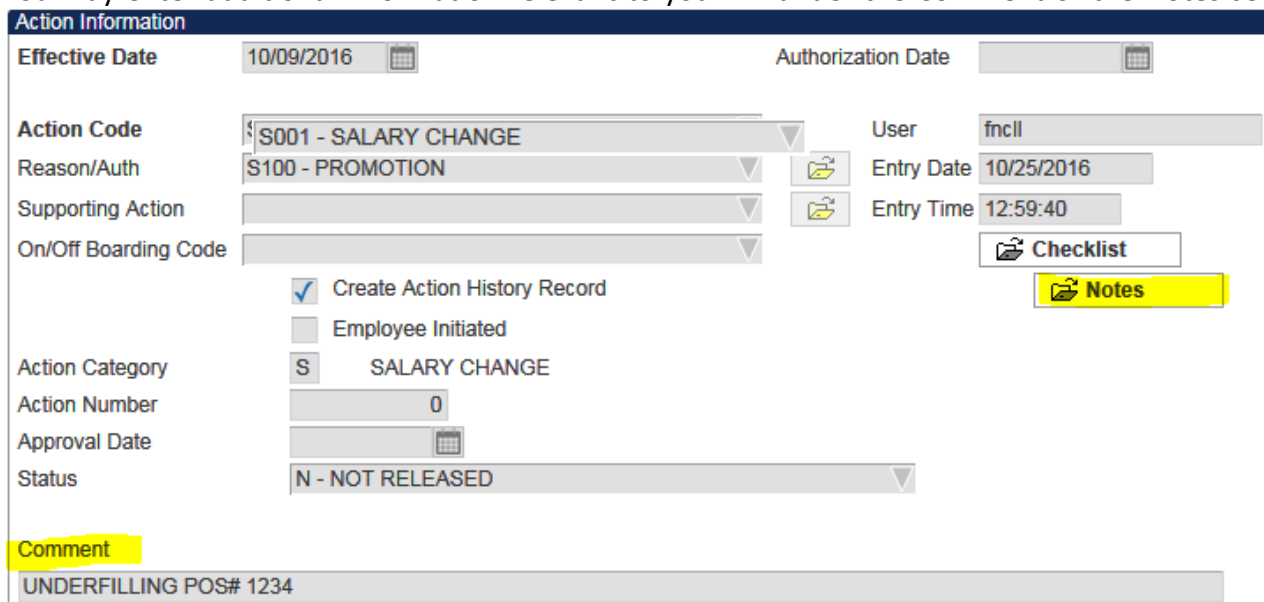 Action Information
Effective Date 10/09/2016 Authorization Date
Action Code S001 - SALARY CHANGE User fncll
Reason/Auth S100 - PROMOTION Entry Date 10/25/2016
Supporting Action Entry Time 12:59:40
On/Off Boarding Code Checklist
Create Action History Record Notes
Employee Initiated
Action Category S SALARY CHANGE
Action Number 0
Approval Date
Status N - NOT RELEASED
Comment
UNDERFILLING POS# 1234